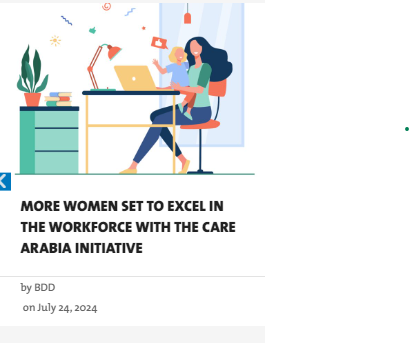 MORE WOMEN SET TO EXCEL IN
THE WORKFORCE WITH THE CARE
ARABIA INITIATIVE
by BDD
on July 24, 2024